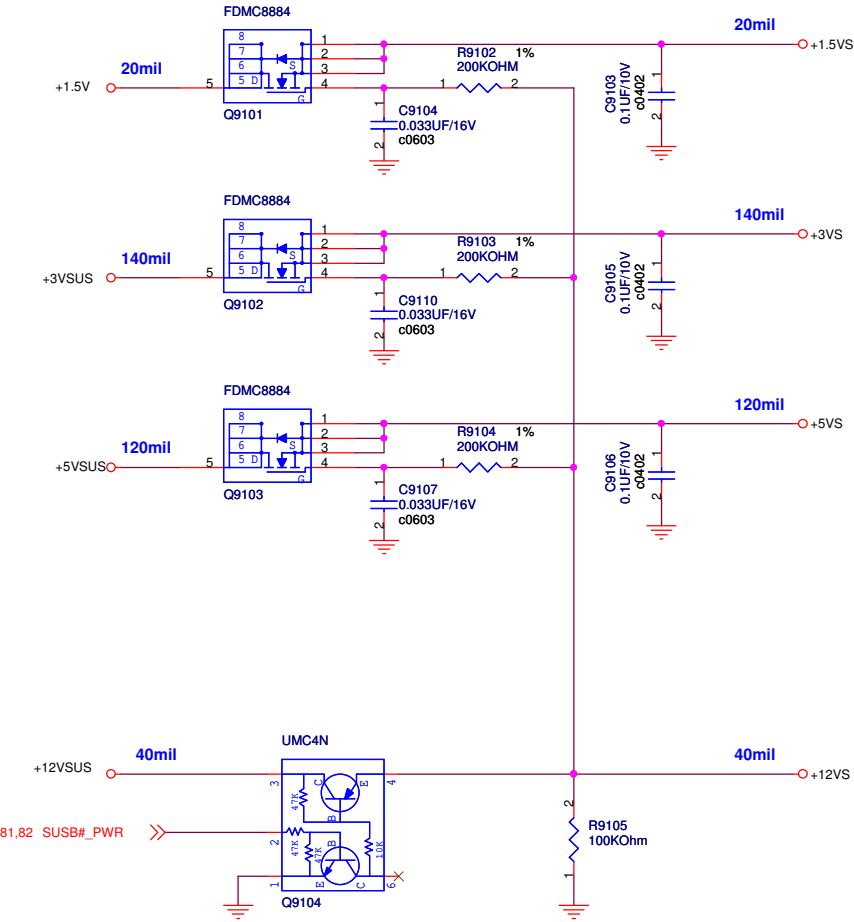 FDMC8884
20mil
8
1
+1.5VS
7
2
R9102
1%
6
S
3
200KOHM
20mil
+1.5V
5
5
D
4
1
2
G
Q9101
1
C9104
0.033UF/16V
c0603
2
C9103
0.1UF/10V
c0402
1
2
FDMC8884
140mil
8
1
+3VS
7
2
R9103
1%
6
S
3
200KOHM
140mil
+3VSUS
5
5
D
4
1
2
G
Q9102
1
C9110
0.033UF/16V
c0603
2
C9105
0.1UF/10V
c0402
1
2
FDMC8884
120mil
8
1
+5VS
7
2
R9104
1%
6
S
3
200KOHM
120mil
+5VSUS
5
5
D
4
1
2
G
Q9103
1
C9107
0.033UF/16V
c0603
2
C9106
0.1UF/10V
c0402
1
2
UMC4N
40mil
40mil
+12VSUS
3
C
E
4
+12VS
47K
B
81,82 SUSB#_PWR
2
47K
47K
B
10K
1
E
C
6
Q9104
2
R9105
100KOhm
1